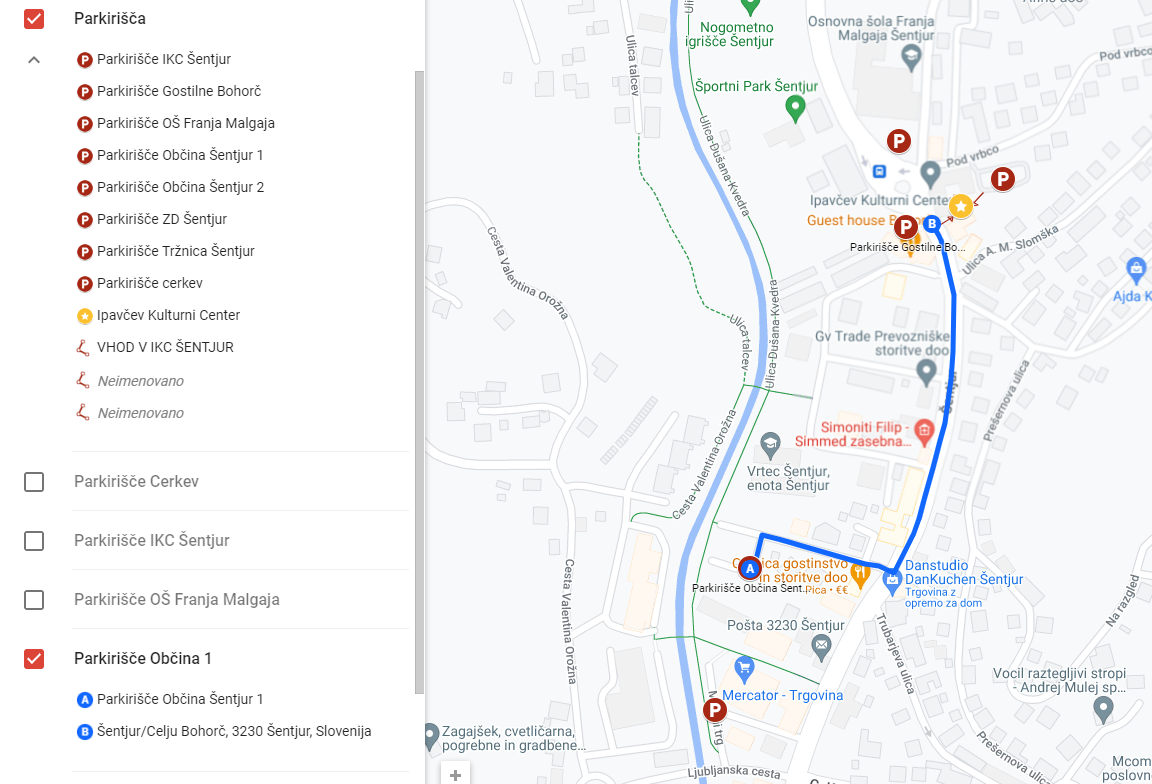 Parkirišča
Parkirišče IKC Šentjur
Parkirišče Gostilne Bohorč
Parkirišče OŠ Franja Malgaja
Parkirišče Občina Šentjur 1
Parkirišče Občina Šentjur 2
Parkirišče ZD Šentjur
Parkirišče Tržnica Šentjur
Parkirišče cerkev
Ipavčev Kulturni Center
VHOD V IKC ŠENTJUR
Neimenovano
Neimenovano
Parkirišče Cerkev
Parkirišče IKC Šentjur
Parkirišče OŠ Franja Malgaja
Parkirišče Občina 1
A Parkirišče Občina Šentjur 1
B Šentjur/Celju Bohorč, 3230 Šentjur, Slovenija
Nogometno
igrišče Šentjur
Osnovna šola Franja
Malgaja Šentjur
Pod vrbco
Ulica talcev
Športni Park Šentjur
Ulica-Dušana-Kvedra
P
Pod vrbco
P
Ipavčev Kulturni Center
Guest house B
P
B
Parkirišče Gostilne Bo...
Ulica A. M. Slomška
Ajda K
Cesta Valentina Orožna
Ulica-talcev
Ulica-Dušana-Kvedra
Gv Trade Prevozniške
storitve doo
Šentjur
Prešernova ulica
Simoniti Filip -
Simmed zasebna...
Vrtec Šentjur,
enota Šentjur
Cesta-Valentina-Orožna
A
gostinstvo
in storitve doo
Parkirišče Občina Šent...
€€
Danstudio
DanKuchen Šentjur
Trgovina z
opremo za dom
Cesta Valentina Orožna
Pošta 3230 Šentjur
Trubarjeva ulica
Na razgled
Mercator - Trgovina
P
trg
Vocil raztegljivi stropi
- Andrej Mulej sp...
Zagajšek, cvetličarna,
pogrebne in gradbene...
Prešernova ulica
Ljubljanska cesta
Mcom
poslovn